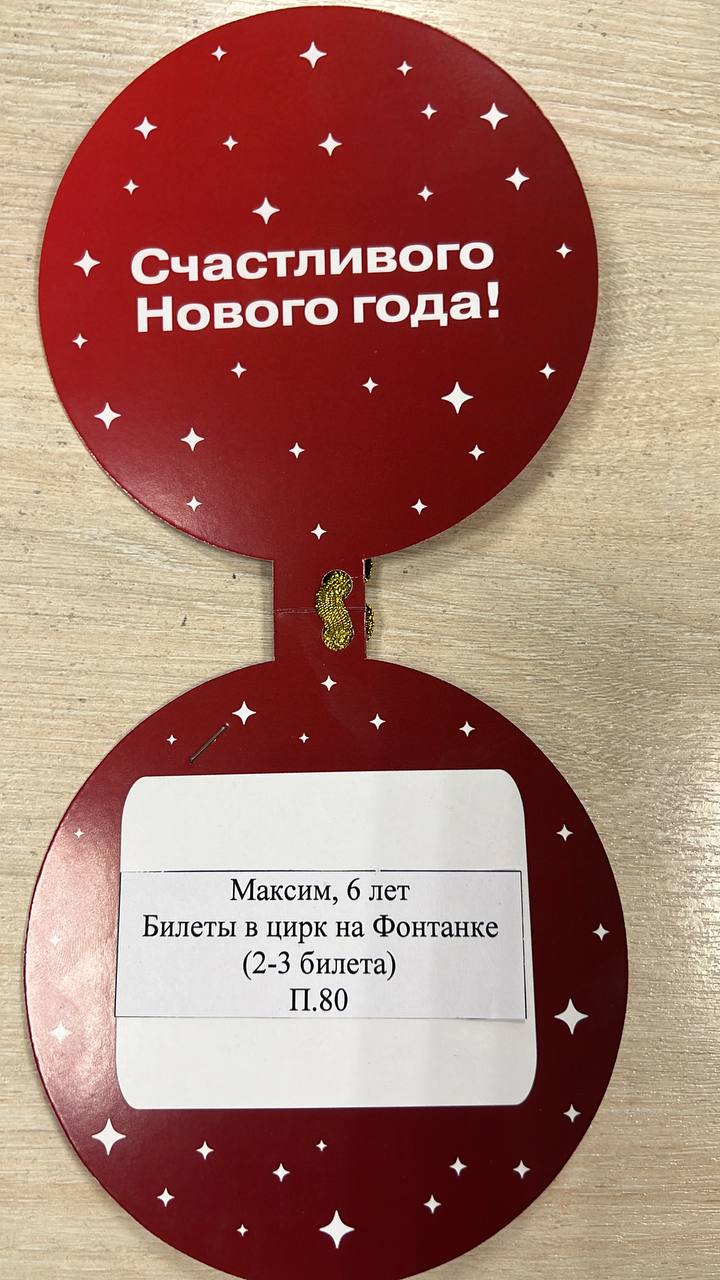 Счастливого
Нового года!
Максим, 6 лет
Билеты в цирк на Фонтанке
(2-3 билета)
П.80